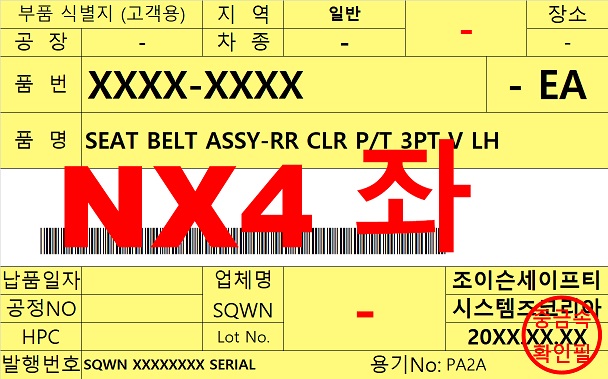 부품 식별지 (고객용) 지 역 일반 - 장소
공 장 - 차 종 - -
품 번 XXXX-XXXX - EA
품 명 SEAT BELT ASSY-RR CLR P/T 3PT V LH
NX4 좌
납품일자 업체명 - 조이슨세이프티
공정NO SQWN 시스템즈코리아
HPC Lot No. 20XX.XX.XX
중금속
확인필
발행번호 SQWN XXXXXXXX SERIAL 용기No: PA2A